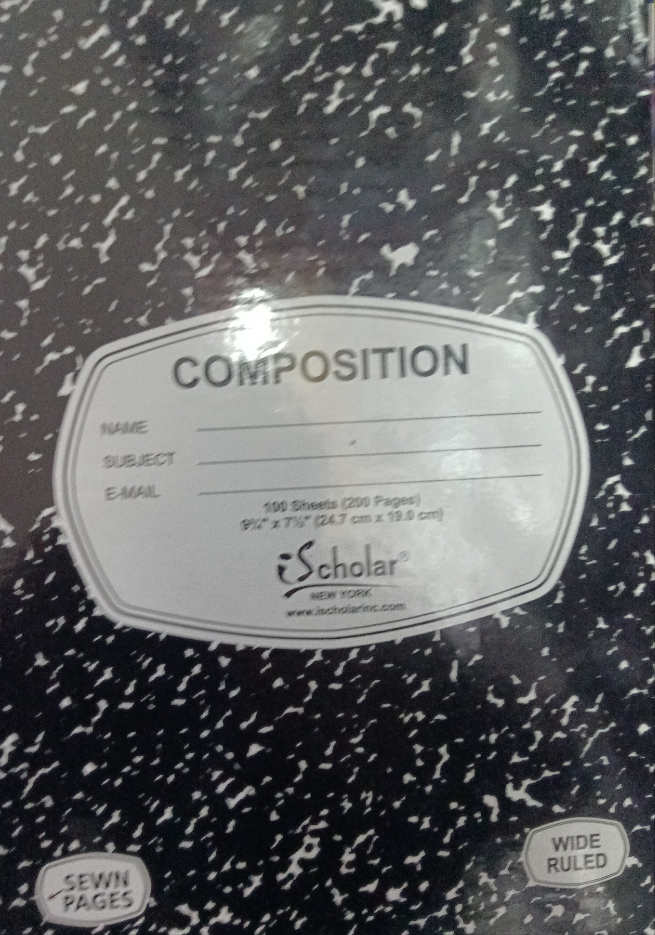 COMPOSITION
NAME
SUBJECT
E-MAIL
100 Sheets (200 Pages)
9¾" x 7½" (24.7 cm x 19.0 cm)
iScholar®
NEW YORK
www.ischolarinc.com
WIDE
RULED
SEWN
PAGES